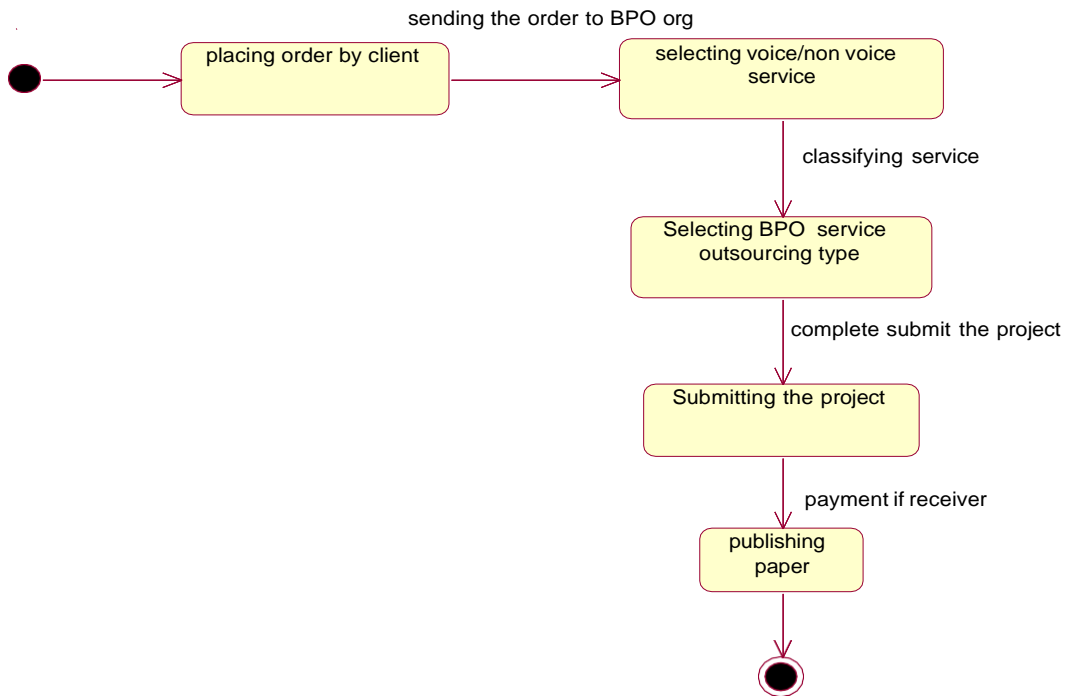 sending the order to BPO org
placing order by client
selecting voice/non voice
service
classifying service
Selecting BPO service
outsourcing type
complete submit the project
Submitting the project
payment if receiver
publishing
paper